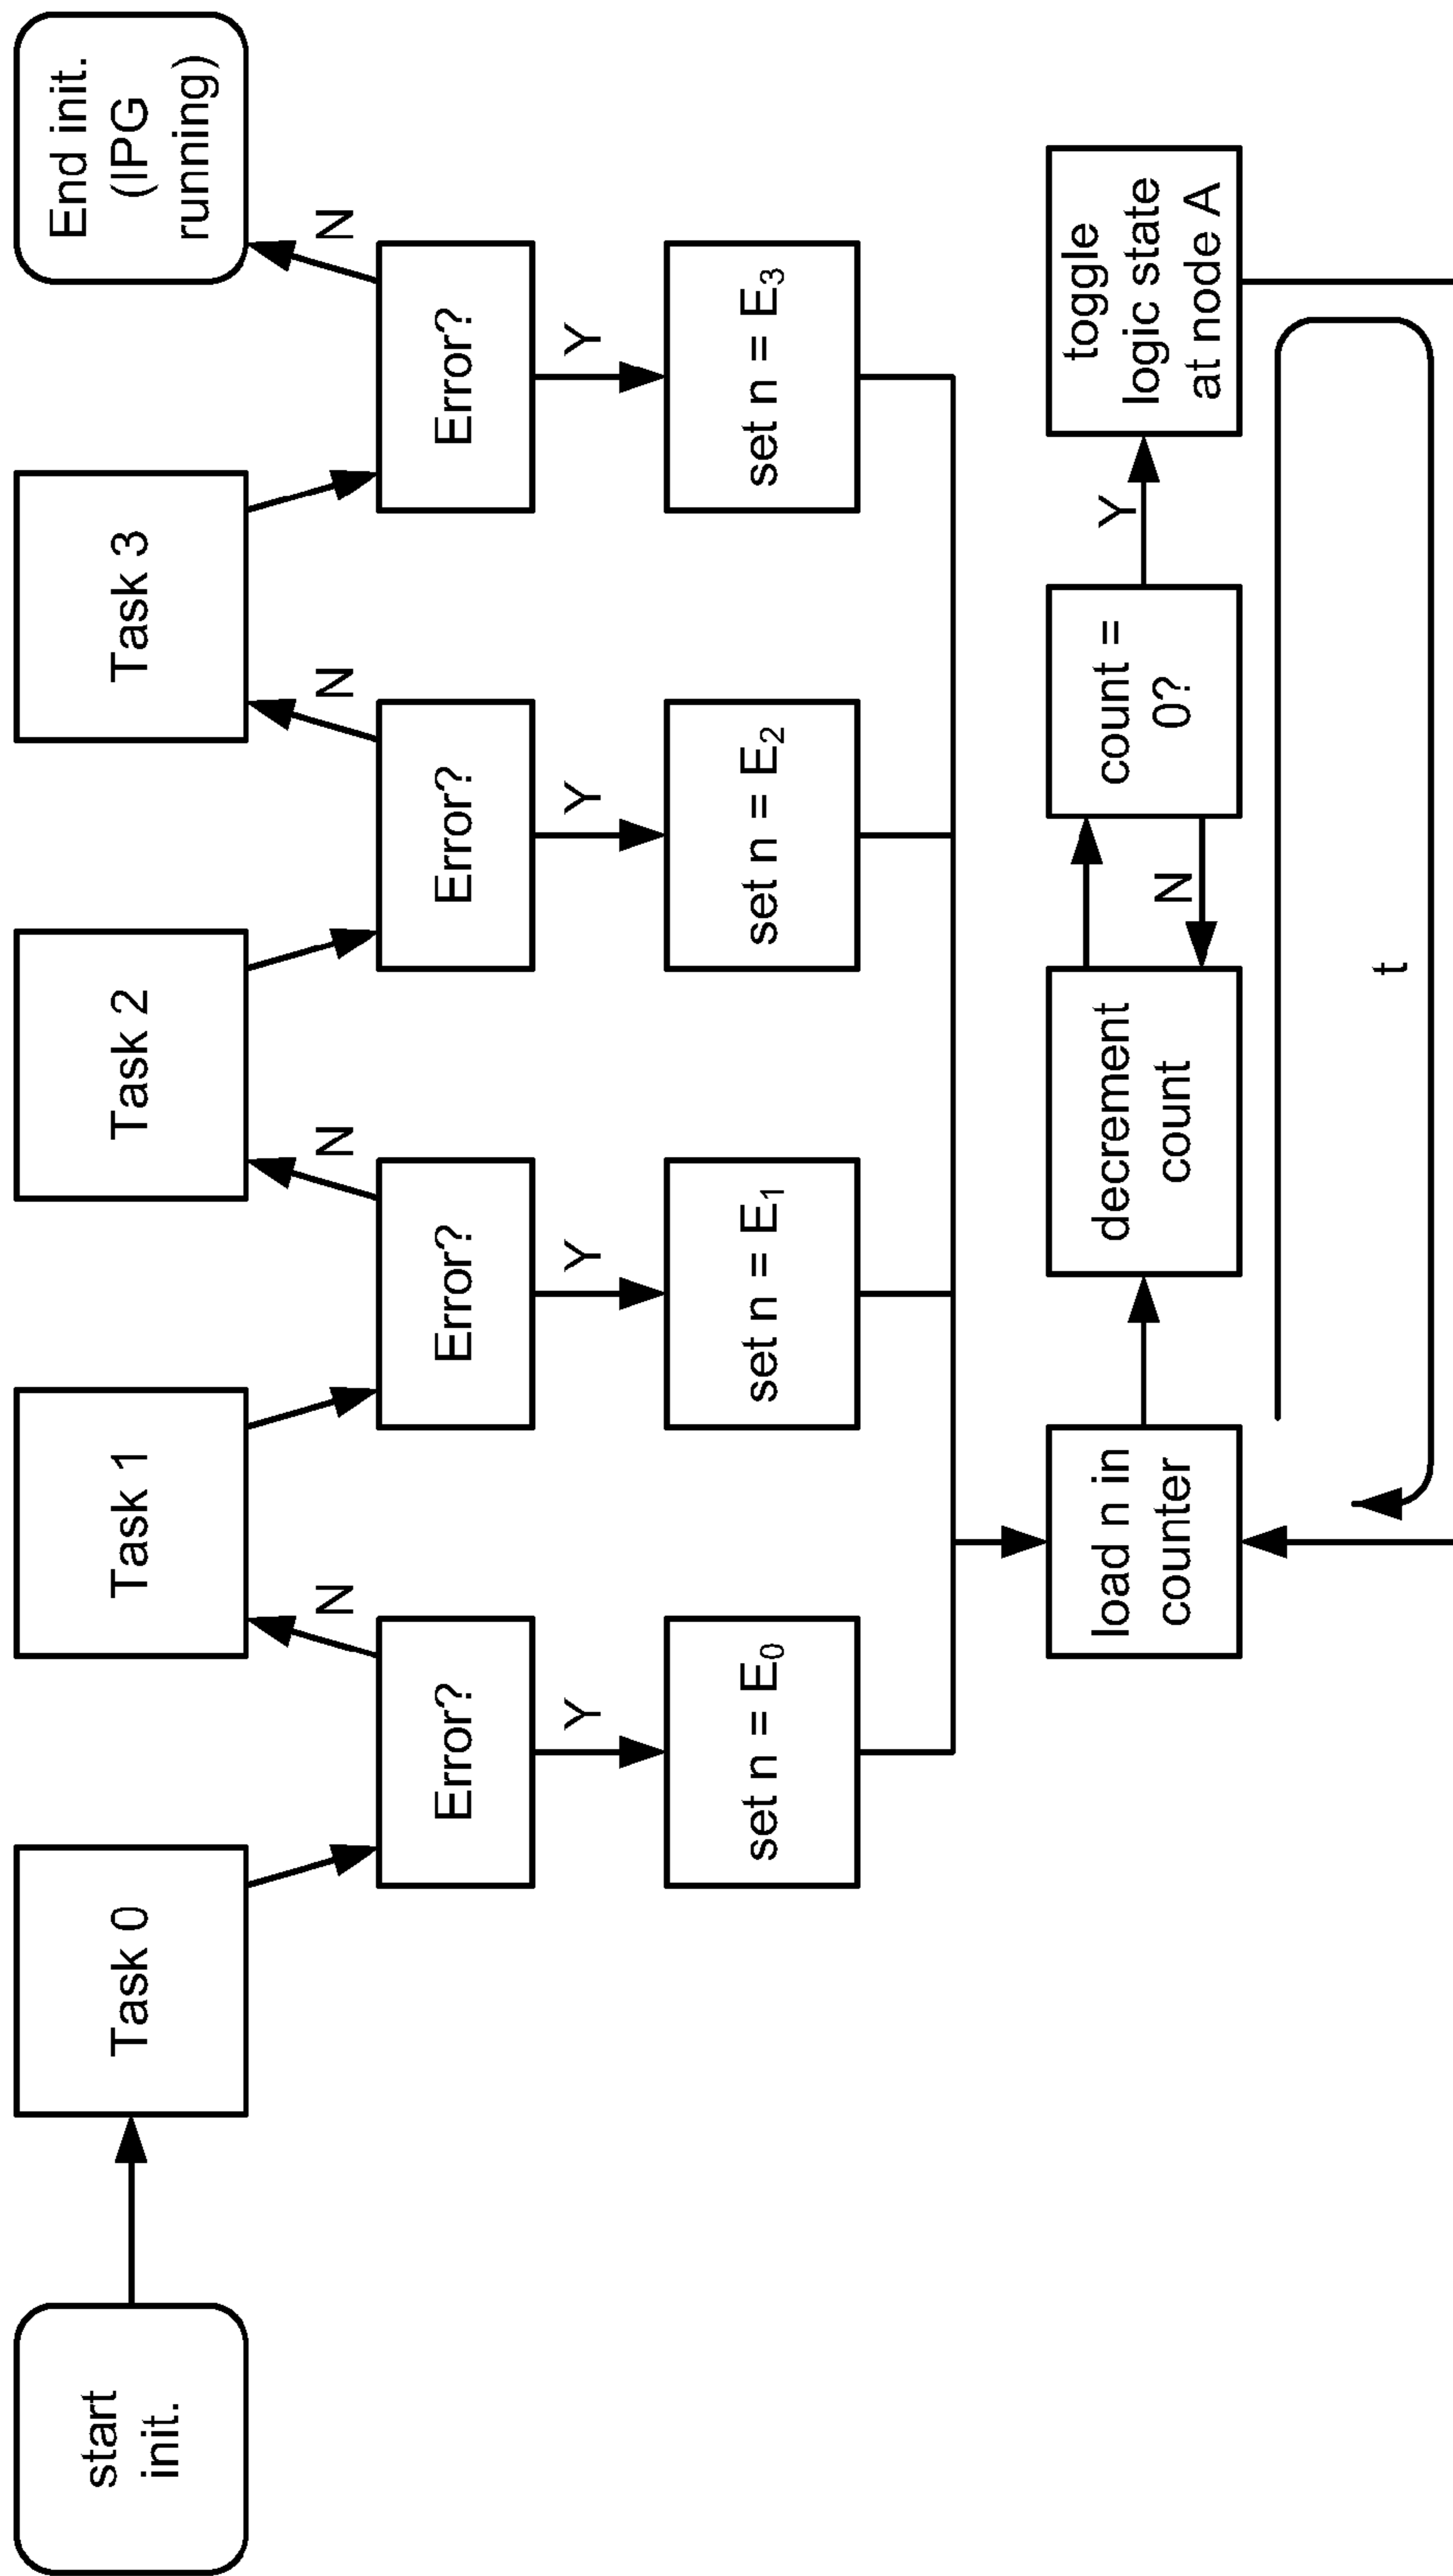 start
init.
Task 0
Task 1
Task 2
Task 3
End init.
(IPG
running)
N
N
N
N
Error?
Error?
Error?
Error?
Y
Y
Y
Y
set n = E₀
set n = E₁
set n = E₂
set n = E₃
load n in
counter
decrement
count
N
count =
0?
Y
toggle
logic state
at node A
t